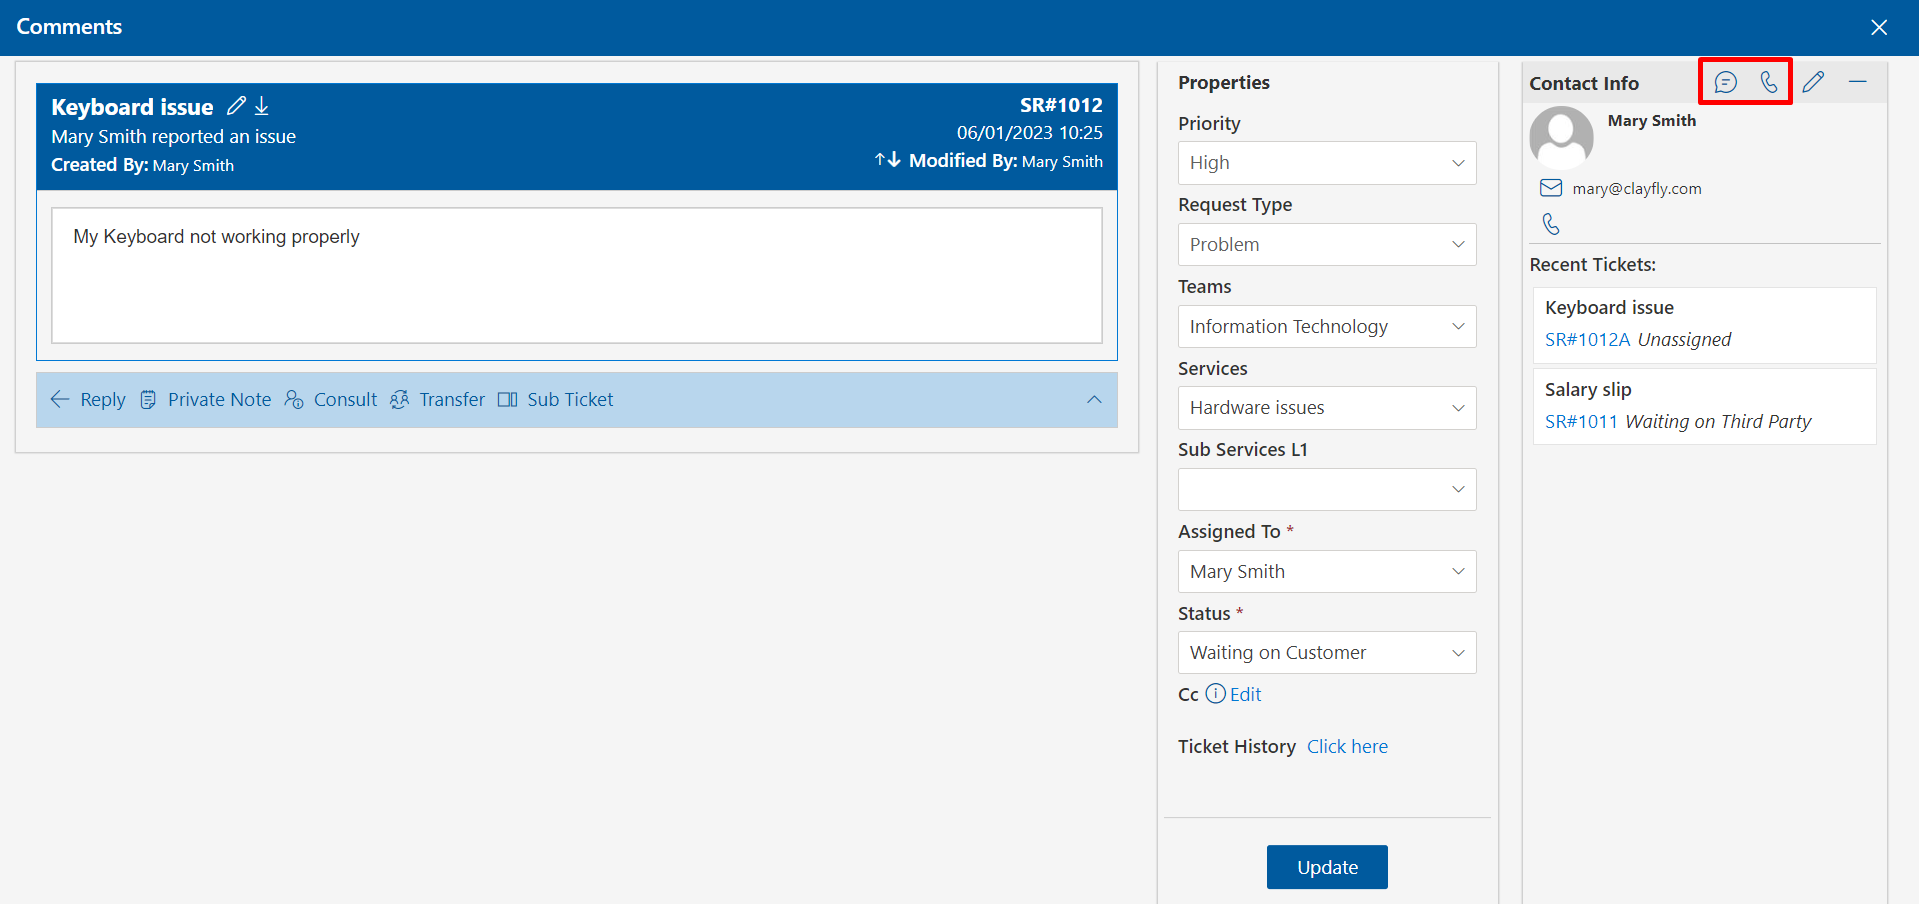 Comments
Keyboard issue
SR#1012
Mary Smith reported an issue
06/01/2023 10:25
Created By: Mary Smith
Modified By: Mary Smith
My Keyboard not working properly
Reply Private Note Consult Transfer Sub Ticket
Properties
Priority
High
Request Type
Problem
Teams
Information Technology
Services
Hardware issues
Sub Services L1
Assigned To *
Mary Smith
Status *
Waiting on Customer
Cc Edit
Ticket History Click here
Update
Contact Info
Mary Smith
mary@clayfly.com
Recent Tickets:
Keyboard issue
SR#1012A Unassigned
Salary slip
SR#1011 Waiting on Third Party